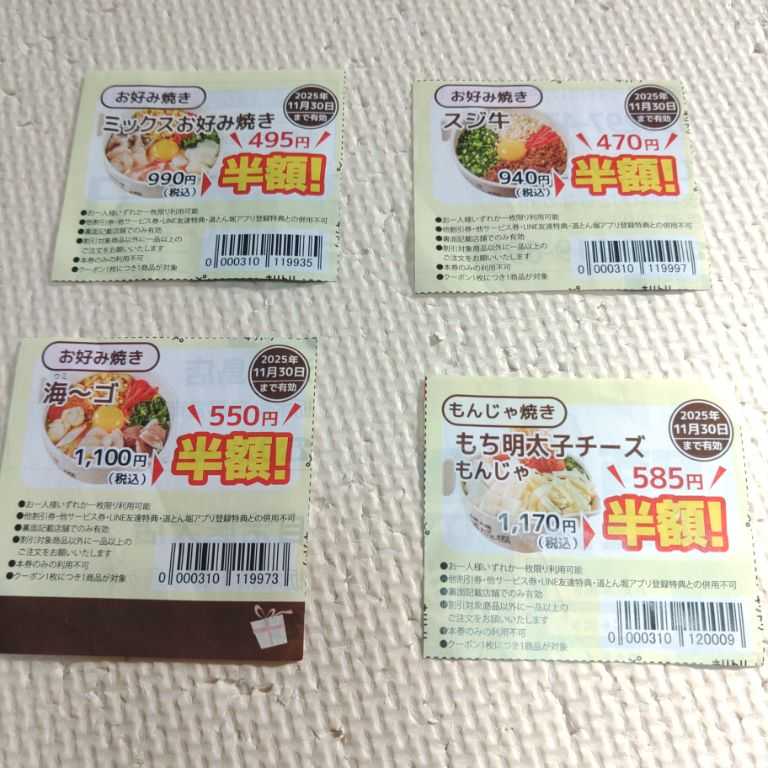 お好み焼き
2025年
11月30日
まで有効
ミックスお好み焼き
495円
990円
(税込)
半額!
●お一人様いずれか一枚限り利用可能
●他割引券・他サービス券・LINE友達特典・道とん堀アプリ登録特典との併用不可
●裏面記載店舗でのみ有効
●割引対象商品以外に一品以上の
ご注文をお願いいたします
●本券のみの利用不可
●クーポン1枚につき1商品が対象
0 000310 119935
お好み焼き
2025年
11月30日
まで有効
スジ牛
470円
940円
(税込)
半額!
●お一人様いずれか一枚限り利用可能
●他割引券・他サービス券・LINE友達特典・道とん堀アプリ登録特典との併用不可
●裏面記載店舗でのみ有効
●割引対象商品以外に一品以上の
ご注文をお願いいたします
●本券のみの利用不可
●クーポン1枚につき1商品が対象
0 000310 119997
お好み焼き
2025年
11月30日
まで有効
ウミ
海〜ゴ
550円
1,100円
(税込)
半額!
●お一人様いずれか一枚限り利用可能
●他割引券・他サービス券・LINE友達特典・道とん堀アプリ登録特典との併用不可
●裏面記載店舗でのみ有効
●割引対象商品以外に一品以上の
ご注文をお願いいたします
●本券のみの利用不可
●クーポン1枚につき1商品が対象
0 000310 119973
もんじゃ焼き
2025年
11月30日
まで有効
もち明太子チーズ
もんじゃ
585円
1,170円
(税込)
半額!
●お一人様いずれか一枚限り利用可能
●他割引券・他サービス券・LINE友達特典・道とん堀アプリ登録特典との併用不可
●裏面記載店舗でのみ有効
●割引対象商品以外に一品以上の
ご注文をお願いいたします
●本券のみの利用不可
●クーポン1枚につき1商品が対象
0 000310 120009